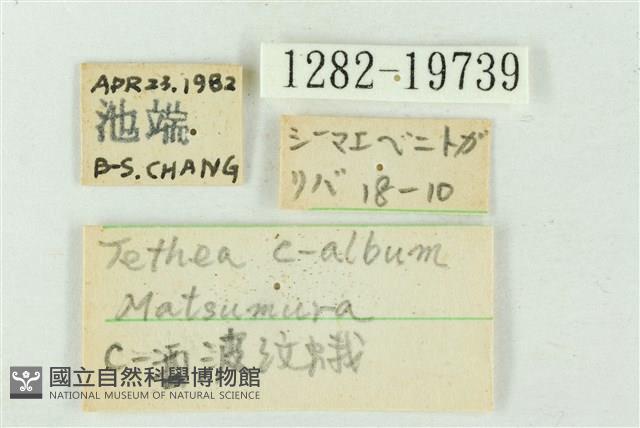 APR 23. 1982
池端
B-S. CHANG
1282-19739
シーマエベニトガ
リバ 18-10
Tethea c-album
Matsumura
波紋蛾
國立自然科學博物館
NATIONAL MUSEUM OF NATURAL SCIENCE